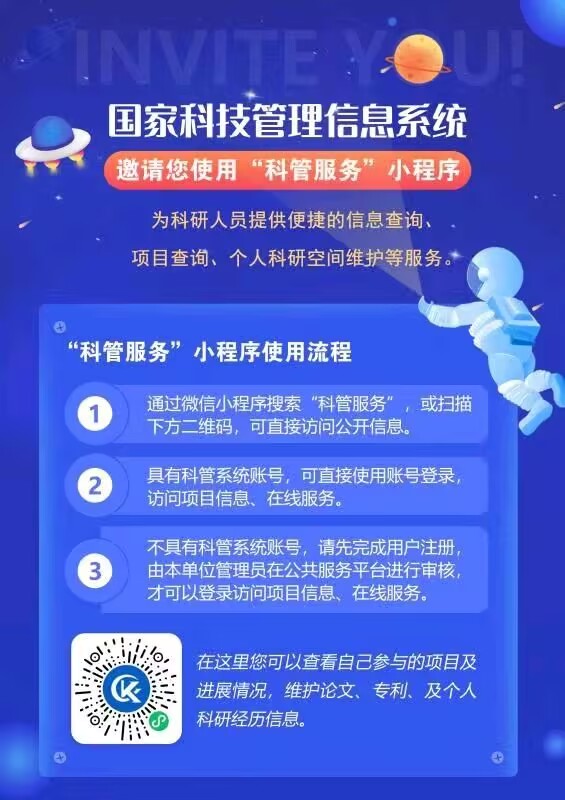 INVITE YOU!
国家科技管理信息系统
邀请您使用“科管服务”小程序
为科研人员提供便捷的信息查询、
项目查询、个人科研空间维护等服务。
“科管服务”小程序使用流程
1
通过微信小程序搜索“科管服务”，或扫描
下方二维码，可直接访问公开信息。
2
具有科管系统账号，可直接使用账号登录，
访问项目信息、在线服务。
3
不具有科管系统账号，请先完成用户注册，
由本单位管理员在公共服务平台进行审核，
才可以登录访问项目信息、在线服务。
在这里您可以查看自己参与的项目及
进展情况，维护论文、专利、及个人
科研经历信息。